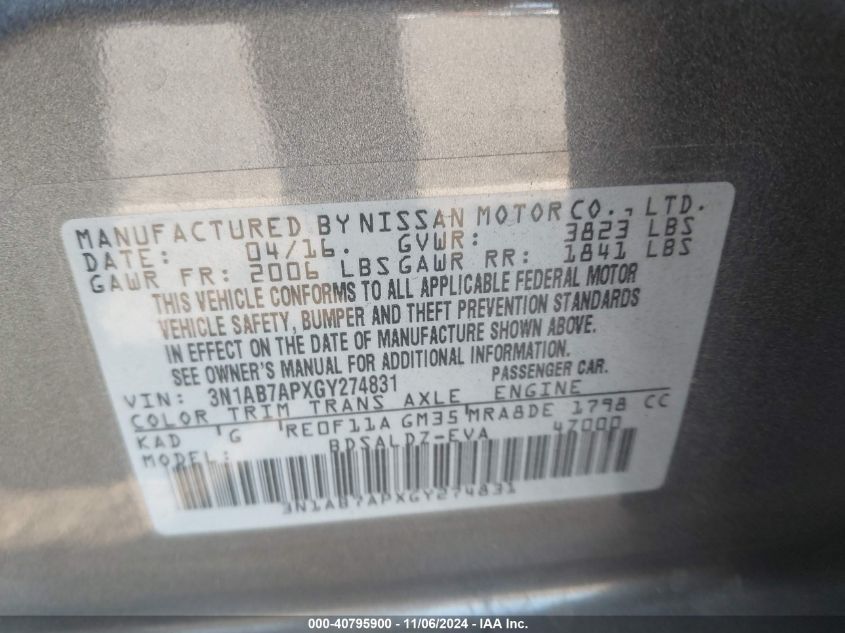 MANUFACTURED BY NISSAN MOTOR CO., LTD.
DATE: 04/16. GVWR: 3823 LBS
GAWR FR: 2006 LBS GAWR RR: 1841 LBS
THIS VEHICLE CONFORMS TO ALL APPLICABLE FEDERAL MOTOR
VEHICLE SAFETY, BUMPER AND THEFT PREVENTION STANDARDS
IN EFFECT ON THE DATE OF MANUFACTURE SHOWN ABOVE.
SEE OWNER'S MANUAL FOR ADDITIONAL INFORMATION.
VIN: 3N1AB7APXGY274831 PASSENGER CAR.
COLOR TRIM TRANS AXLE ENGINE
KAD G RE0F11A GM35 MRA8DE 1798 CC
MODEL: BDSALDZ-EVA 47000
3N1AB7APXGY274831
000-40795900 - 11/06/2024 - IAA Inc.